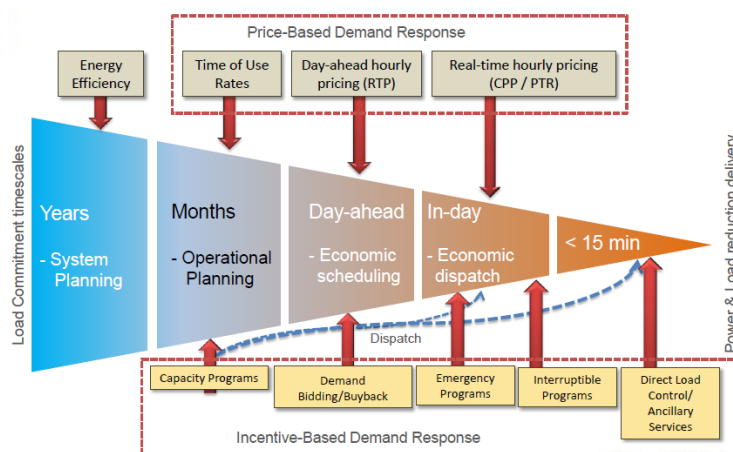 Price-Based Demand Response
Energy
Efficiency
Time of Use
Rates
Day-ahead hourly
pricing (RTP)
Real-time hourly pricing
(CPP / PTR)
Load Commitment timescales
Years
- System
Planning
Months
- Operational
Planning
Day-ahead
- Economic
scheduling
In-day
- Economic
dispatch
< 15 min
Power & Load reduction delivery
Dispatch
Capacity Programs
Demand
Bidding/Buyback
Emergency
Programs
Interruptible
Programs
Direct Load
Control/
Ancillary
Services
Incentive-Based Demand Response